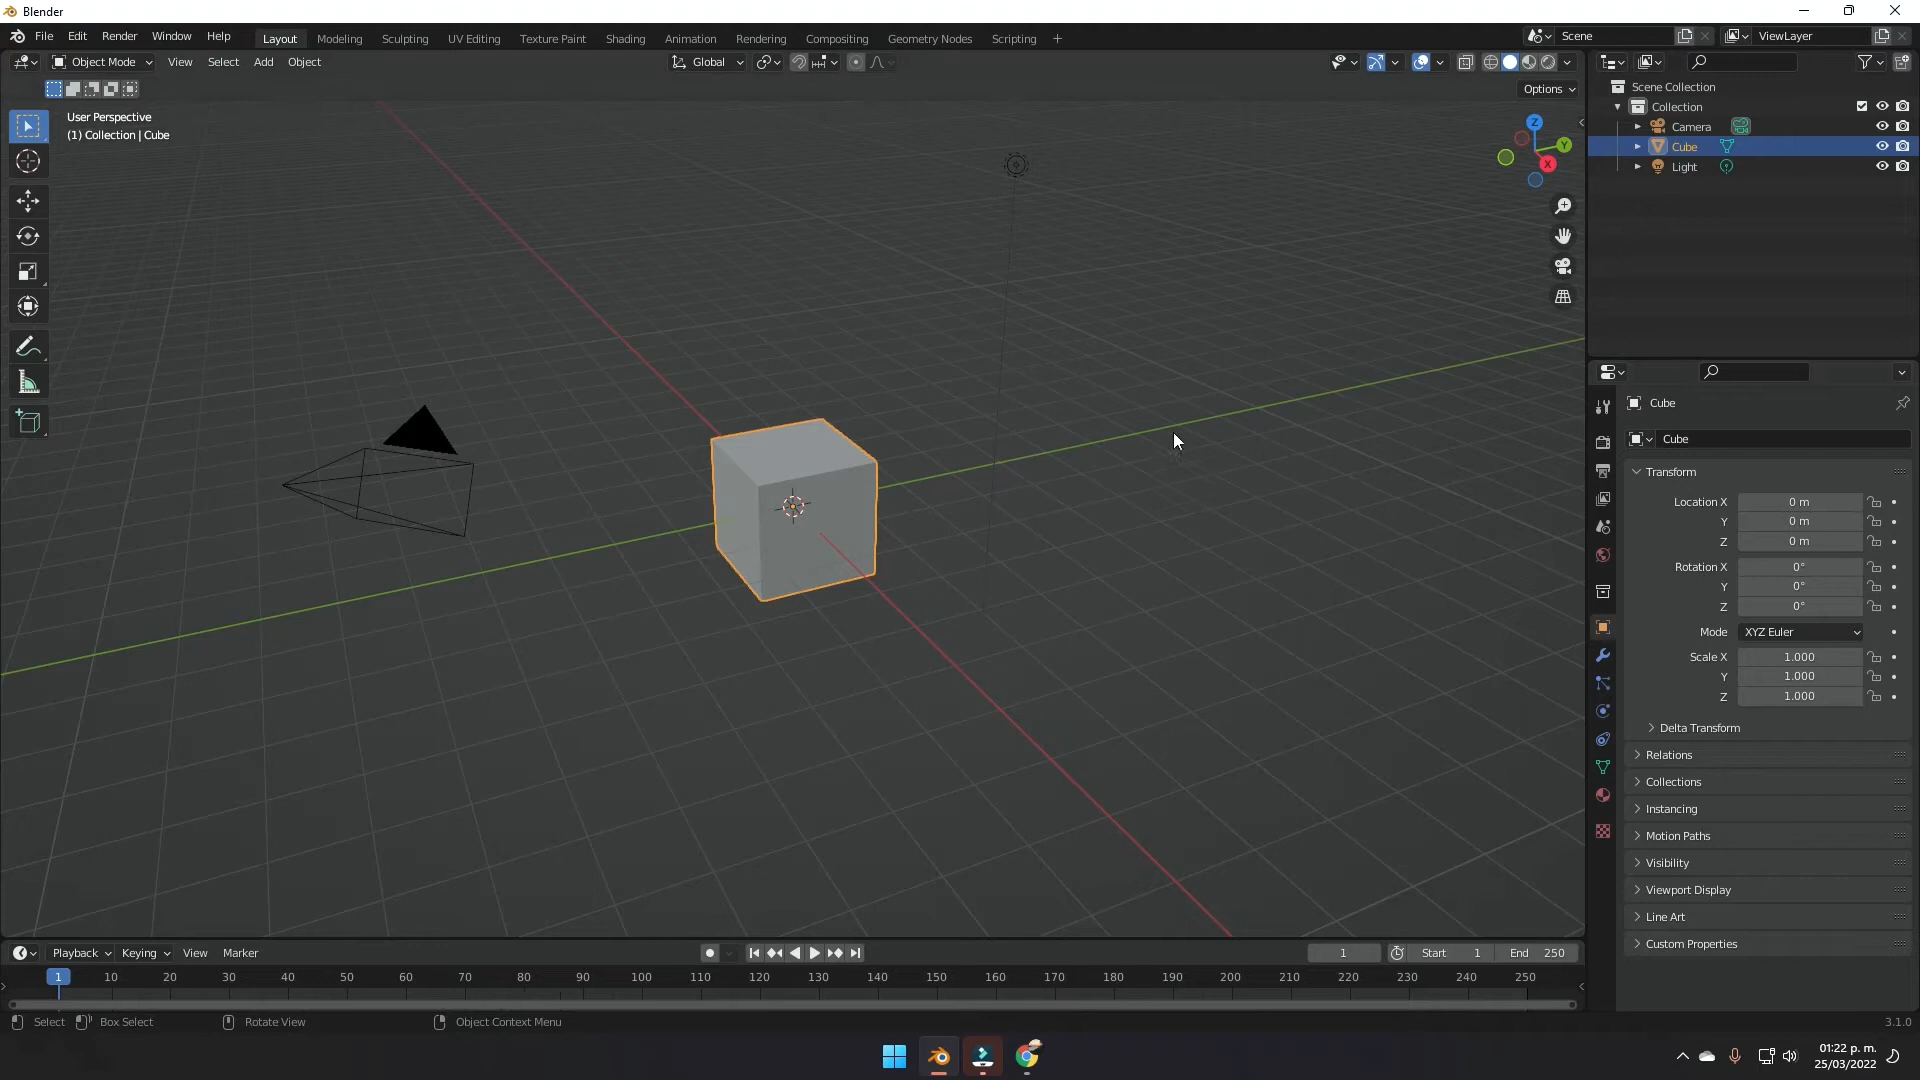 Blender
File Edit Render Window Help Layout Modeling Sculpting UV Editing Texture Paint Shading Animation Rendering Compositing Geometry Nodes Scripting + Scene ViewLayer
Object Mode View Select Add Object Global
Options
User Perspective
(1) Collection | Cube
Z
Y
X
Scene Collection
Collection
Camera
Cube
Light
Cube
Cube
Transform
Location X 0 m
Y 0 m
Z 0 m
Rotation X 0°
Y 0°
Z 0°
Mode XYZ Euler
Scale X 1.000
Y 1.000
Z 1.000
Delta Transform
Relations
Collections
Instancing
Motion Paths
Visibility
Viewport Display
Line Art
Custom Properties
Playback Keying View Marker 1 Start 1 End 250
1 10 20 30 40 50 60 70 80 90 100 110 120 130 140 150 160 170 180 190 200 210 220 230 240 250
Select Box Select Rotate View Object Context Menu 3.1.0
01:22 p. m.
25/03/2022